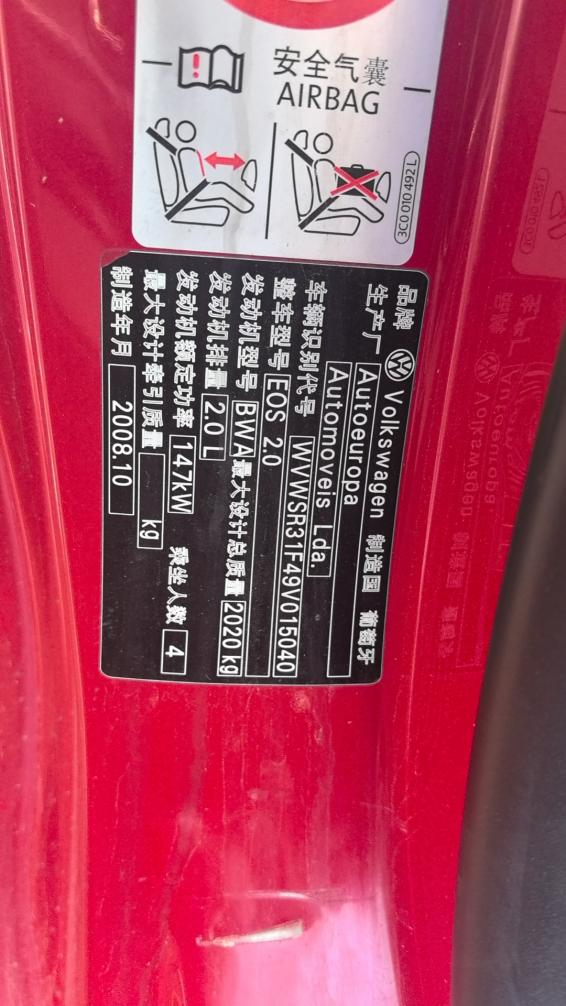 安全气囊
AIRBAG
3C0 010 492 L
品牌 Volkswagen 制造国 葡萄牙
生产厂 Autoeuropa
Automoveis Lda.
车辆识别代号 WVWSR31F49V015040
整车型号 EOS 2.0
发动机型号 BWA 最大设计总质量 2020 kg
发动机排量 2.0 L
发动机额定功率 147kW 乘坐人数 4
最大设计牵引质量 kg
制造年月 2008.10